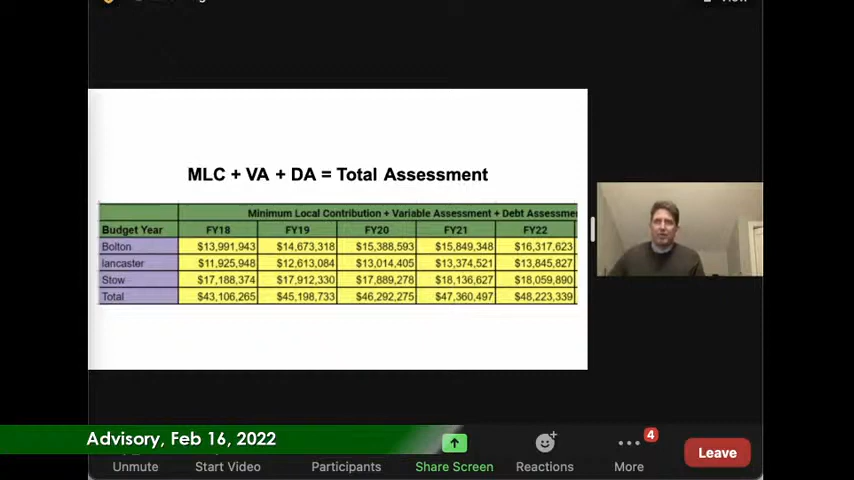 MLC + VA + DA = Total Assessment
Minimum Local Contribution + Variable Assessment + Debt Assessme
Budget Year FY18 FY19 FY20 FY21 FY22
Bolton $13,991,943 $14,673,318 $15,388,593 $15,849,348 $16,317,623
lancaster $11,925,948 $12,613,084 $13,014,405 $13,374,521 $13,845,827
Stow $17,188,374 $17,912,330 $17,889,278 $18,136,627 $18,059,890
Total $43,106,265 $45,198,733 $46,292,275 $47,360,497 $48,223,339
Advisory, Feb 16, 2022
4
Leave
Unmute Start Video Participants Share Screen Reactions More